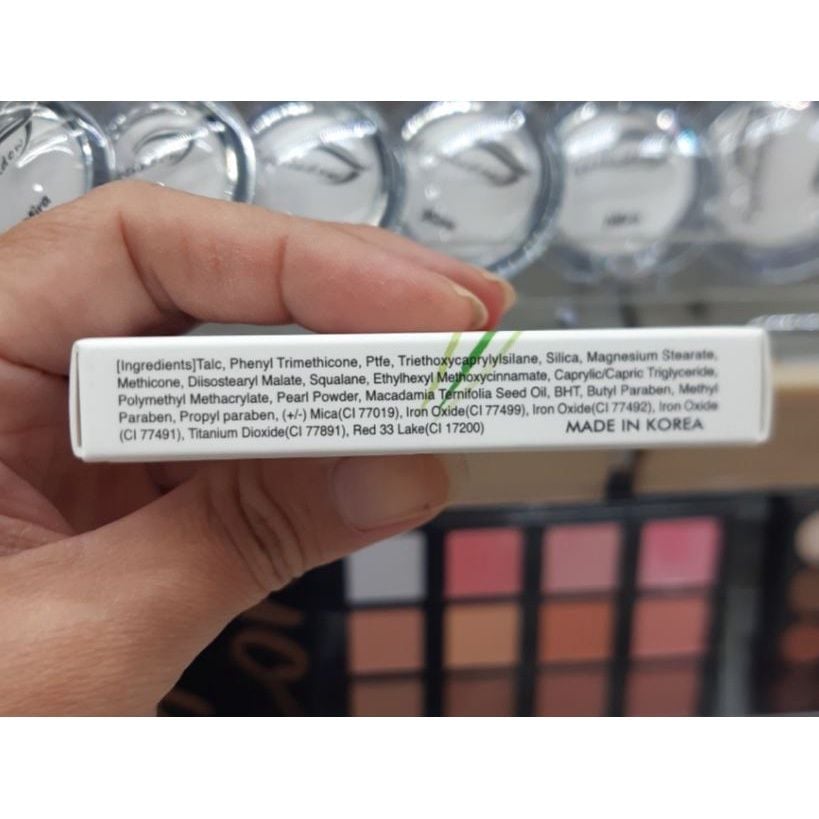 [Ingredients]Talc, Phenyl Trimethicone, Ptfe, Triethoxycaprylylsilane, Silica, Magnesium Stearate,
Methicone, Diisostearyl Malate, Squalane, Ethylhexyl Methoxycinnamate, Caprylic/Capric Triglyceride,
Polymethyl Methacrylate, Pearl Powder, Macadamia Ternifolia Seed Oil, BHT, Butyl Paraben, Methyl
Paraben, Propyl paraben, (+/-) Mica(CI 77019), Iron Oxide(CI 77499), Iron Oxide(CI 77492), Iron Oxide
(CI 77491), Titanium Dioxide(CI 77891), Red 33 Lake(CI 17200)
MADE IN KOREA